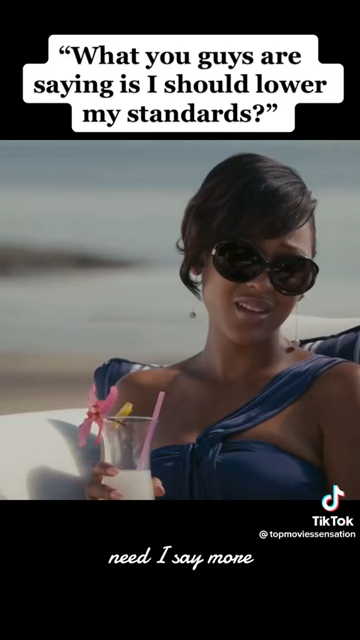 “What you guys are
saying is I should lower
my standards?”
TikTok
@topmoviessensation
need I say more